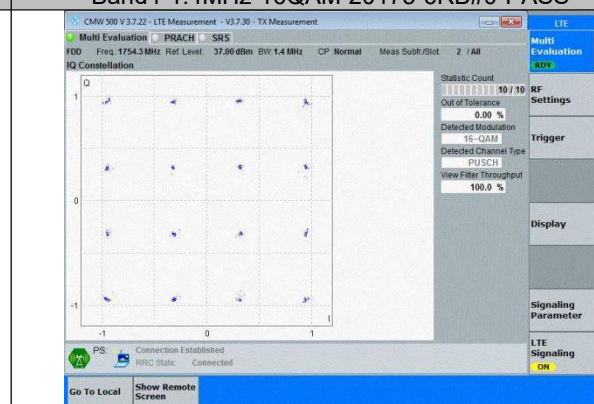 CMW 500 V 3.7.22 - LTE Measurement - V3.7.30 - TX Measurement
LTE
Multi Evaluation PRACH SRS
FDD Freq.: 1754.3 MHz Ref. Level: 37.00 dBm BW: 1.4 MHz CP :Normal Meas Subfr./Slot: 2 / All
IQ Constellation
Q
1
0
-1
-1 0 1
I
Statistic Count
10 / 10
Out of Tolerance
0.00 %
Detected Modulation
16-QAM
Detected Channel Type
PUSCH
View Filter Throughput
100.0 %
Multi
Evaluation
RDY
RF
Settings
Trigger
Display
Signaling
Parameter
LTE
Signaling
ON
PS: Connection Established
RRC State: Connected
Go To Local
Show Remote
Screen